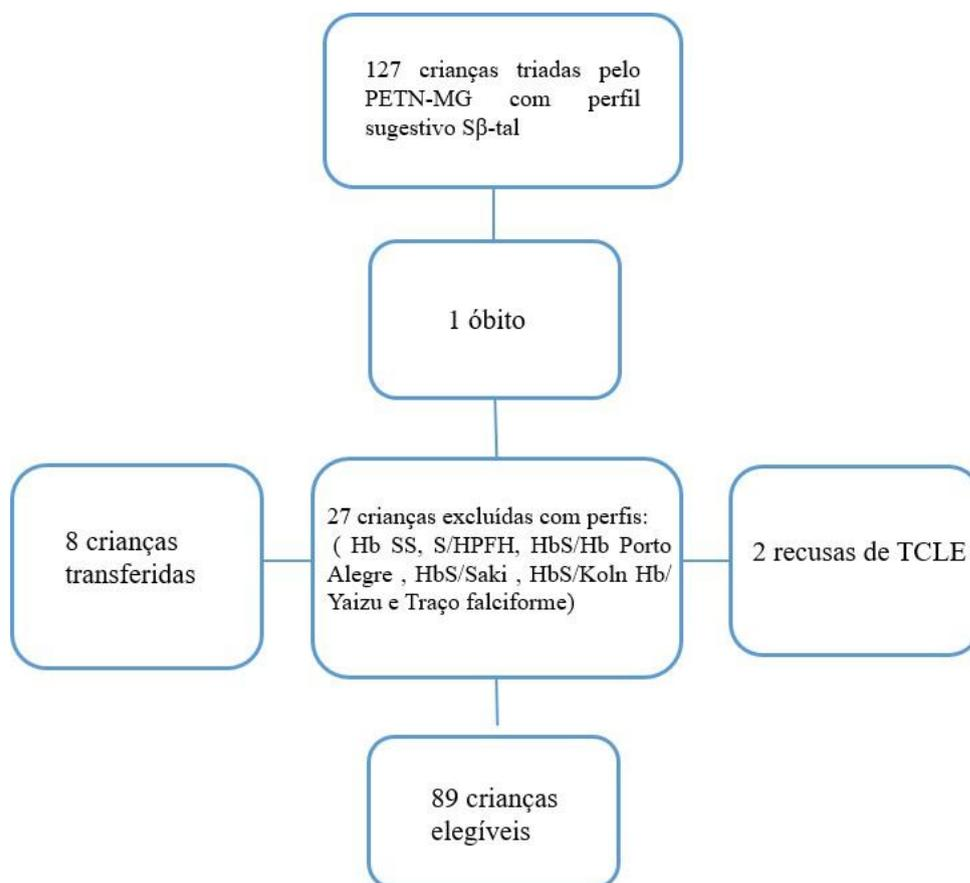 127 crianças triadas pelo
PETN-MG com perfil
sugestivo Sβ-tal
1 óbito
8 crianças
transferidas
27 crianças excluídas com perfis:
( Hb SS, S/HPFH, HbS/Hb Porto
Alegre , HbS/Saki , HbS/Koln Hb/
Yaizu e Traço falciforme)
2 recusas de TCLE
89 crianças
elegíveis